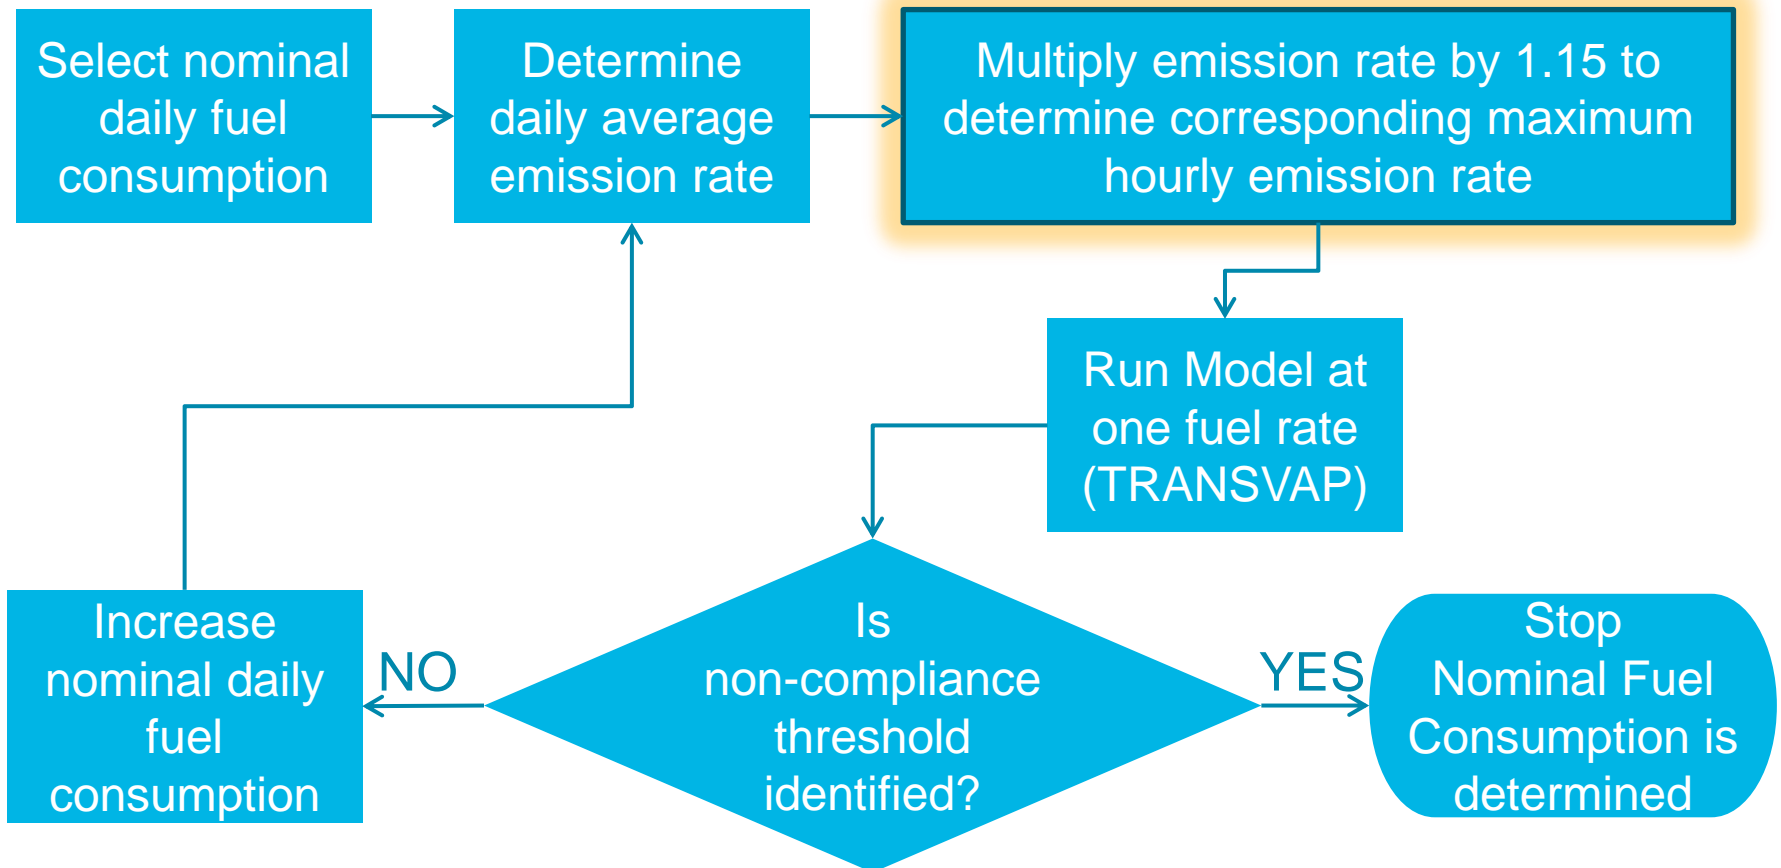 Select nominal
daily fuel
consumption
Determine
daily average
emission rate
Multiply emission rate by 1.15 to
determine corresponding maximum
hourly emission rate
Run Model at
one fuel rate
(TRANSVAP)
Increase
nominal daily
fuel
consumption
NO
Is
non-compliance
threshold
identified?
YES
Stop
Nominal Fuel
Consumption is
determined